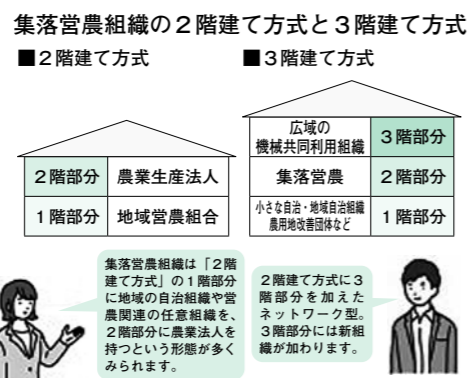 集落営農組織の２階建て方式と３階建て方式
■２階建て方式
２階部分 農業生産法人
１階部分 地域営農組合
■３階建て方式
広域の
機械共同利用組織 ３階部分
集落営農 ２階部分
小さな自治・地域自治組織
農用地改善団体など １階部分
集落営農組織は「２階
建て方式」の１階部分
に地域の自治組織や営
農関連の任意組織を、
２階部分に農業法人を
持つという形態が多く
みられます。
２階建て方式に３
階部分を加えた
ネットワーク型。
３階部分には新組
織が加わります。